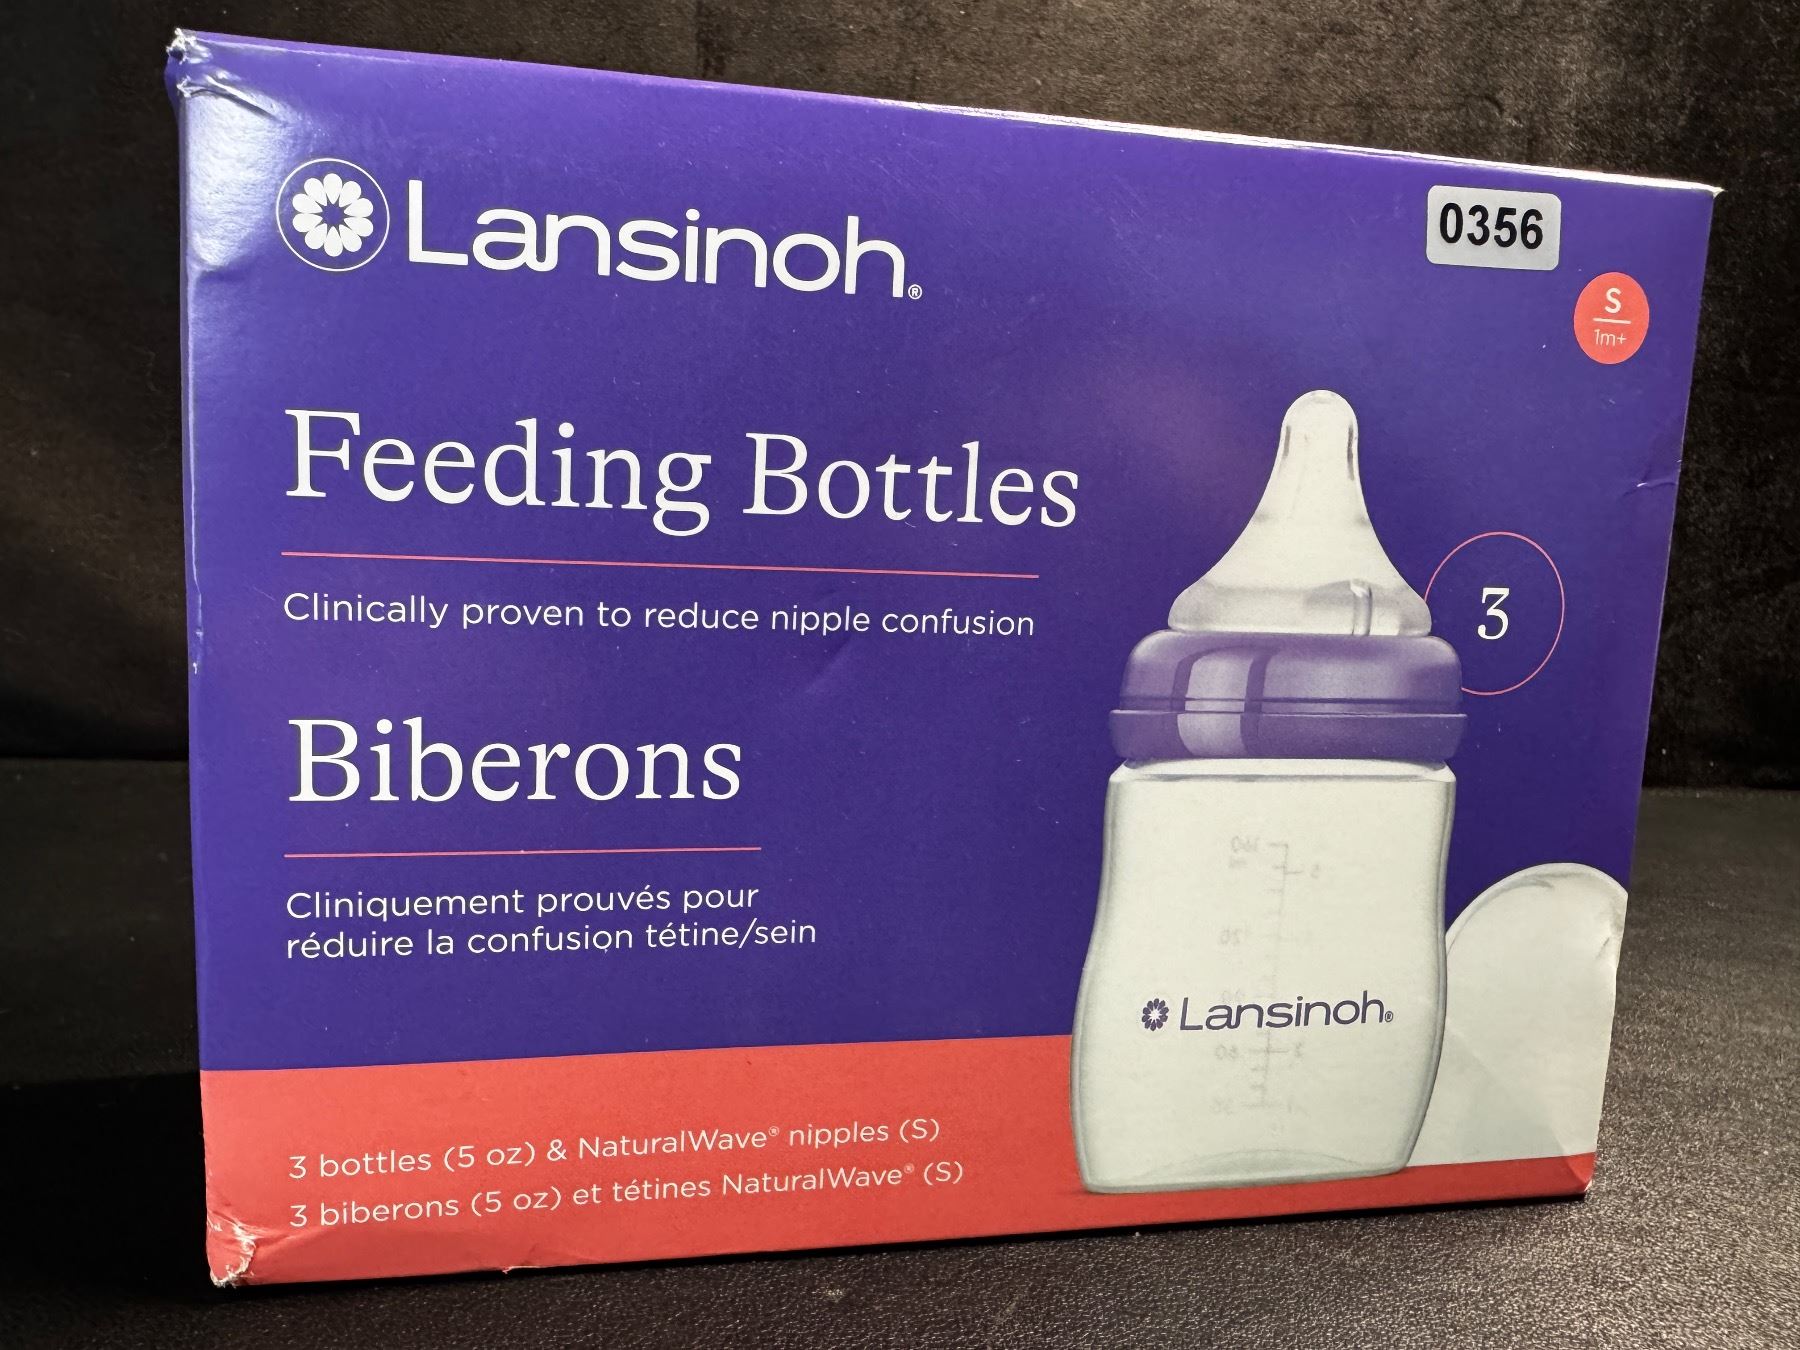 Lansinoh®
0356
S
1m+
Feeding Bottles
Clinically proven to reduce nipple confusion
3
Biberons
Cliniquement prouvés pour
réduire la confusion tétine/sein
Lansinoh®
3 bottles (5 oz) & NaturalWave® nipples (S)
3 biberons (5 oz) et tétines NaturalWave® (S)